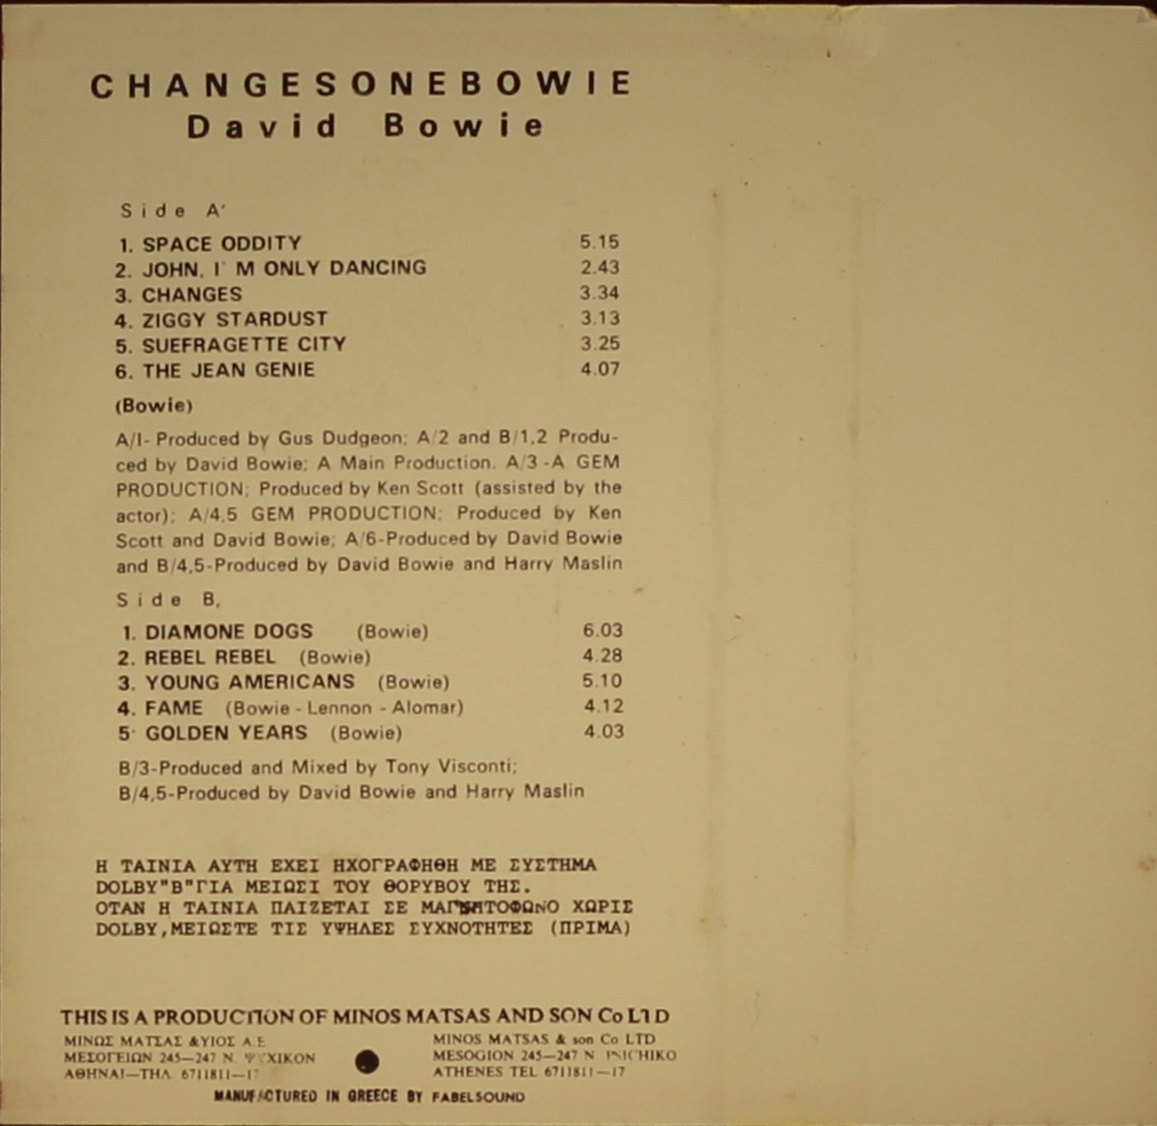 CHANGESONEBOWIE
David Bowie
Side A'
1. SPACE ODDITY 5.15
2. JOHN, I' M ONLY DANCING 2.43
3. CHANGES 3.34
4. ZIGGY STARDUST 3.13
5. SUEFRAGETTE CITY 3.25
6. THE JEAN GENIE 4.07
(Bowie)
A/I- Produced by Gus Dudgeon; A/2 and B/1,2 Produ-
ced by David Bowie; A Main Production. A/3 -A GEM
PRODUCTION; Produced by Ken Scott (assisted by the
actor); A/4,5 GEM PRODUCTION; Produced by Ken
Scott and David Bowie; A/6-Produced by David Bowie
and B/4,5-Produced by David Bowie and Harry Maslin
Side B,
1. DIAMONE DOGS (Bowie) 6.03
2. REBEL REBEL (Bowie) 4.28
3. YOUNG AMERICANS (Bowie) 5.10
4. FAME (Bowie - Lennon - Alomar) 4.12
5· GOLDEN YEARS (Bowie) 4.03
B/3-Produced and Mixed by Tony Visconti;
B/4,5-Produced by David Bowie and Harry Maslin
Η ΤΑΙΝΙΑ ΑΥΤΗ ΕΧΕΙ ΗΧΟΓΡΑΦΗΘΗ ΜΕ ΣΥΣΤΗΜΑ
DOLBY"B"ΓΙΑ ΜΕΙΩΣΙ ΤΟΥ ΘΟΡΥΒΟΥ ΤΗΣ.
ΟΤΑΝ Η ΤΑΙΝΙΑ ΠΑΙΖΕΤΑΙ ΣΕ ΜΑΓΝΗΤΟΦΩΝΟ ΧΩΡΙΣ
DOLBY,ΜΕΙΩΣΤΕ ΤΙΣ ΥΨΗΛΕΣ ΣΥΧΝΟΤΗΤΕΣ (ΠΡΙΜΑ)
THIS IS A PRODUCTION OF MINOS MATSAS AND SON Co LTD
ΜΙΝΩΣ ΜΑΤΣΑΣ &ΥΙΟΣ Α.Ε MINOS MATSAS & son Co LTD
ΜΕΣΟΓΕΙΩΝ 245—247 Ν. ΨΥΧΙΚΟΝ MESOGION 245—247 N PSICHIKO
ΑΘΗΝΑΙ—ΤΗΛ. 6711811—17 ATHENES TEL 6711811—17
MANUFACTURED IN GREECE BY FABELSOUND